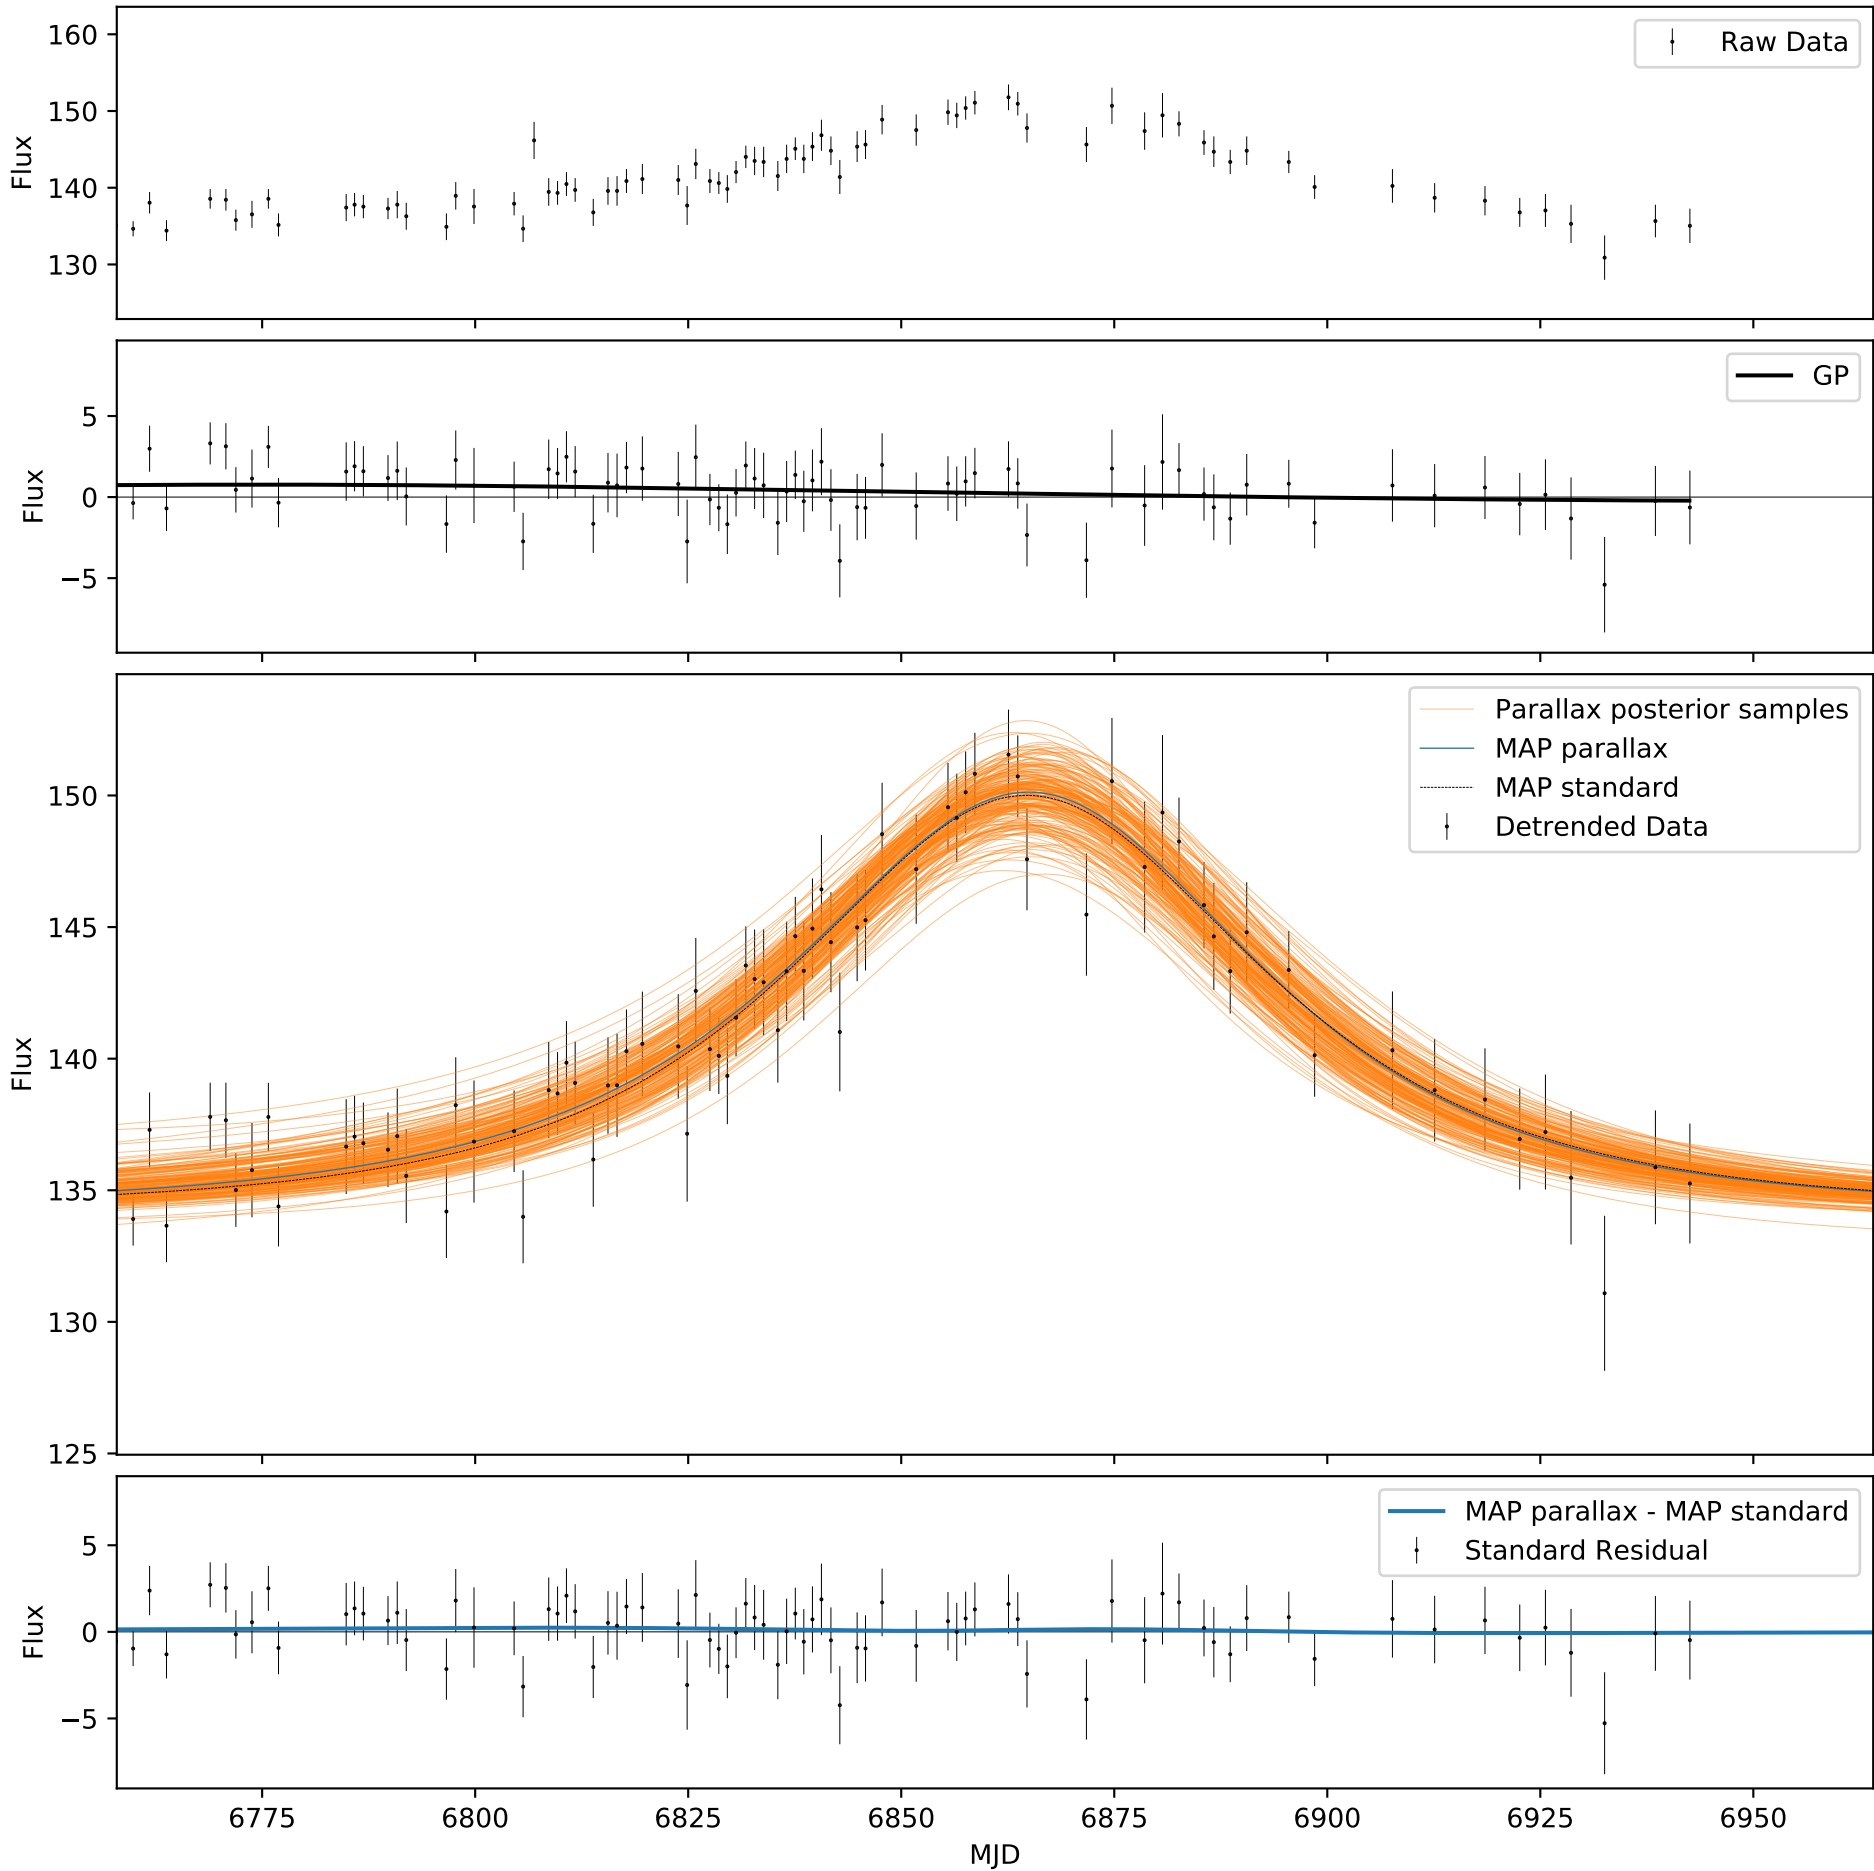 160
150
140
130
Flux
Raw Data
5
0
−5
Flux
GP
150
145
140
135
130
125
Flux
Parallax posterior samples
MAP parallax
MAP standard
Detrended Data
5
0
−5
Flux
MAP parallax - MAP standard
Standard Residual
6775 6800 6825 6850 6875 6900 6925 6950
MJD